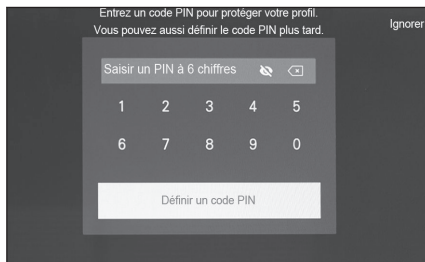 Entrez un code PIN pour protéger votre profil.
Vous pouvez aussi définir le code PIN plus tard.
Ignorer
Saisir un PIN à 6 chiffres
1 2 3 4 5
6 7 8 9 0
Définir un code PIN